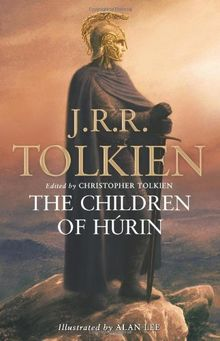 J.R.R.
TOLKIEN
Edited by CHRISTOPHER TOLKIEN
THE CHILDREN
OF HÚRIN
Illustrated by ALAN LEE